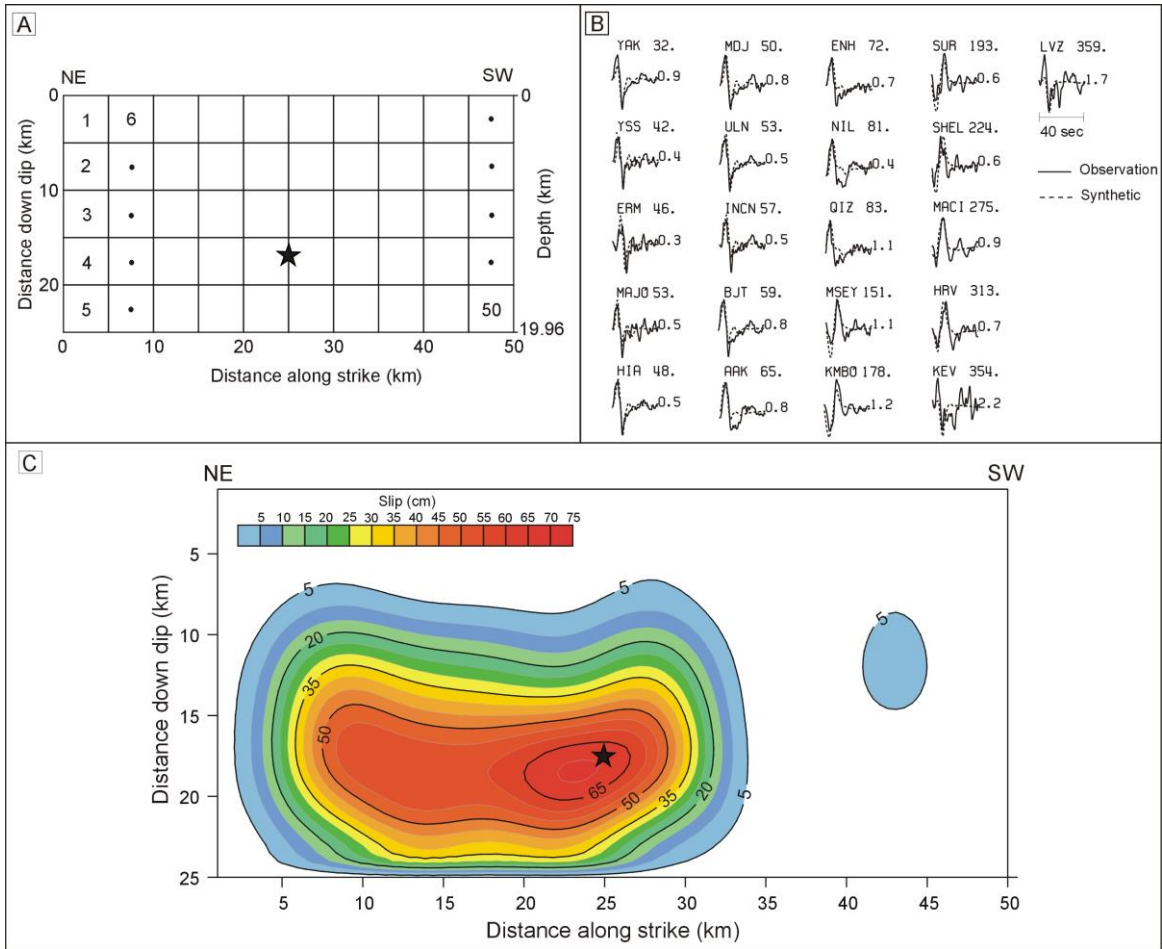 A
NE SW
0 0
1 6
2
Distance down dip (km)
10
3
Depth (km)
4
20
5 50
19.96
0 10 20 30 40 50
Distance along strike (km)
B
YAK 32. MDJ 50. ENH 72. SUR 193. LVZ 359.
0.9 0.8 0.7 0.6 1.7
40 sec
YSS 42. ULN 53. NIL 81. SHEL 224.
0.4 0.5 0.4 0.6
Observation
Synthetic
ERM 46. INCN 57. QIZ 83. MACI 275.
0.3 0.5 1.1 0.9
MAJO 53. BJT 59. MSEY 151. HRV 313.
0.5 0.8 1.1 0.7
HIA 48. AAK 65. KMBO 178. KEV 354.
0.5 0.8 1.2 2.2
C
NE SW
Slip (cm)
5 10 15 20 25 30 35 40 45 50 55 60 65 70 75
5
10
15
20
25
Distance down dip (km)
5 5 5
20
35
50
65 50 35 20 5
5 10 15 20 25 30 35 40 45 50
Distance along strike (km)